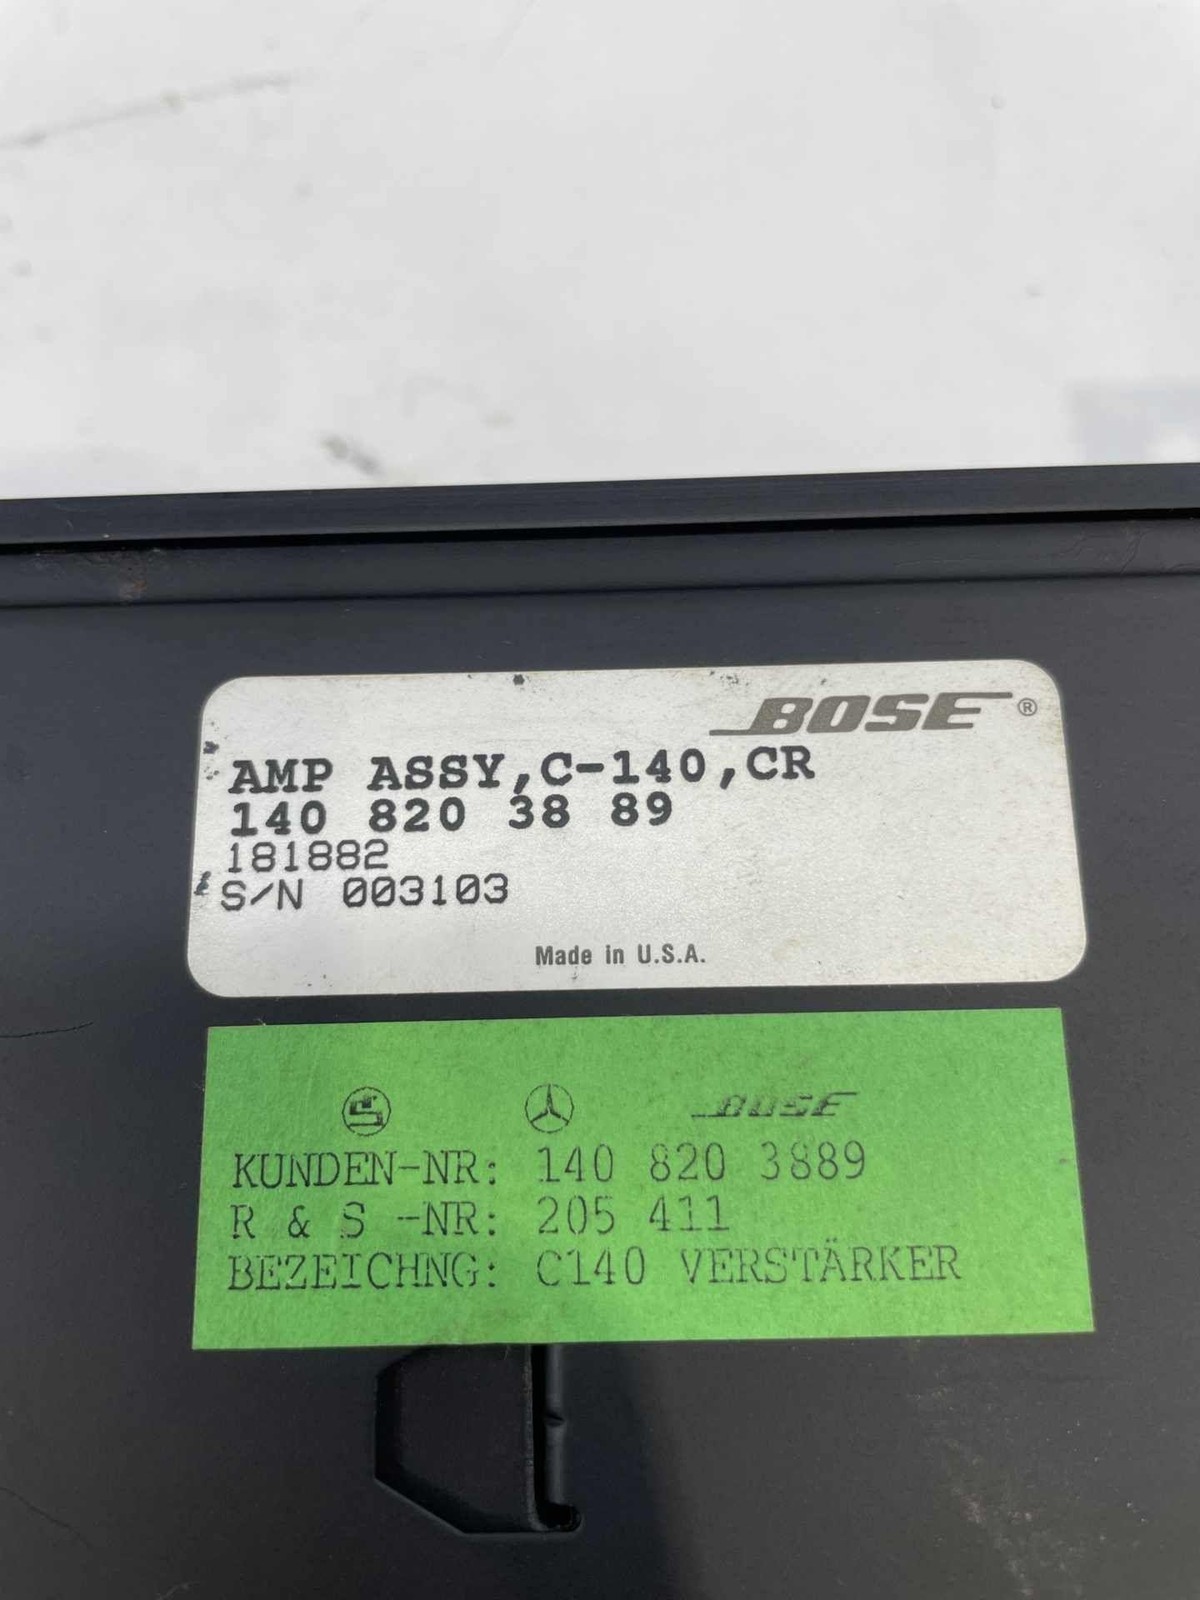 BOSE®
AMP ASSY,C-140,CR
140 820 38 89
181882
S/N 003103
Made in U.S.A.
BOSE
KUNDEN-NR: 140 820 3889
R & S -NR: 205 411
BEZEICHNG: C140 VERSTÄRKER